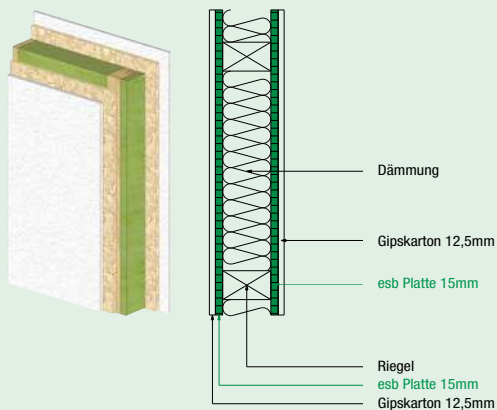 Dämmung
Gipskarton 12,5mm
esb Platte 15mm
Riegel
esb Platte 15mm
Gipskarton 12,5mm